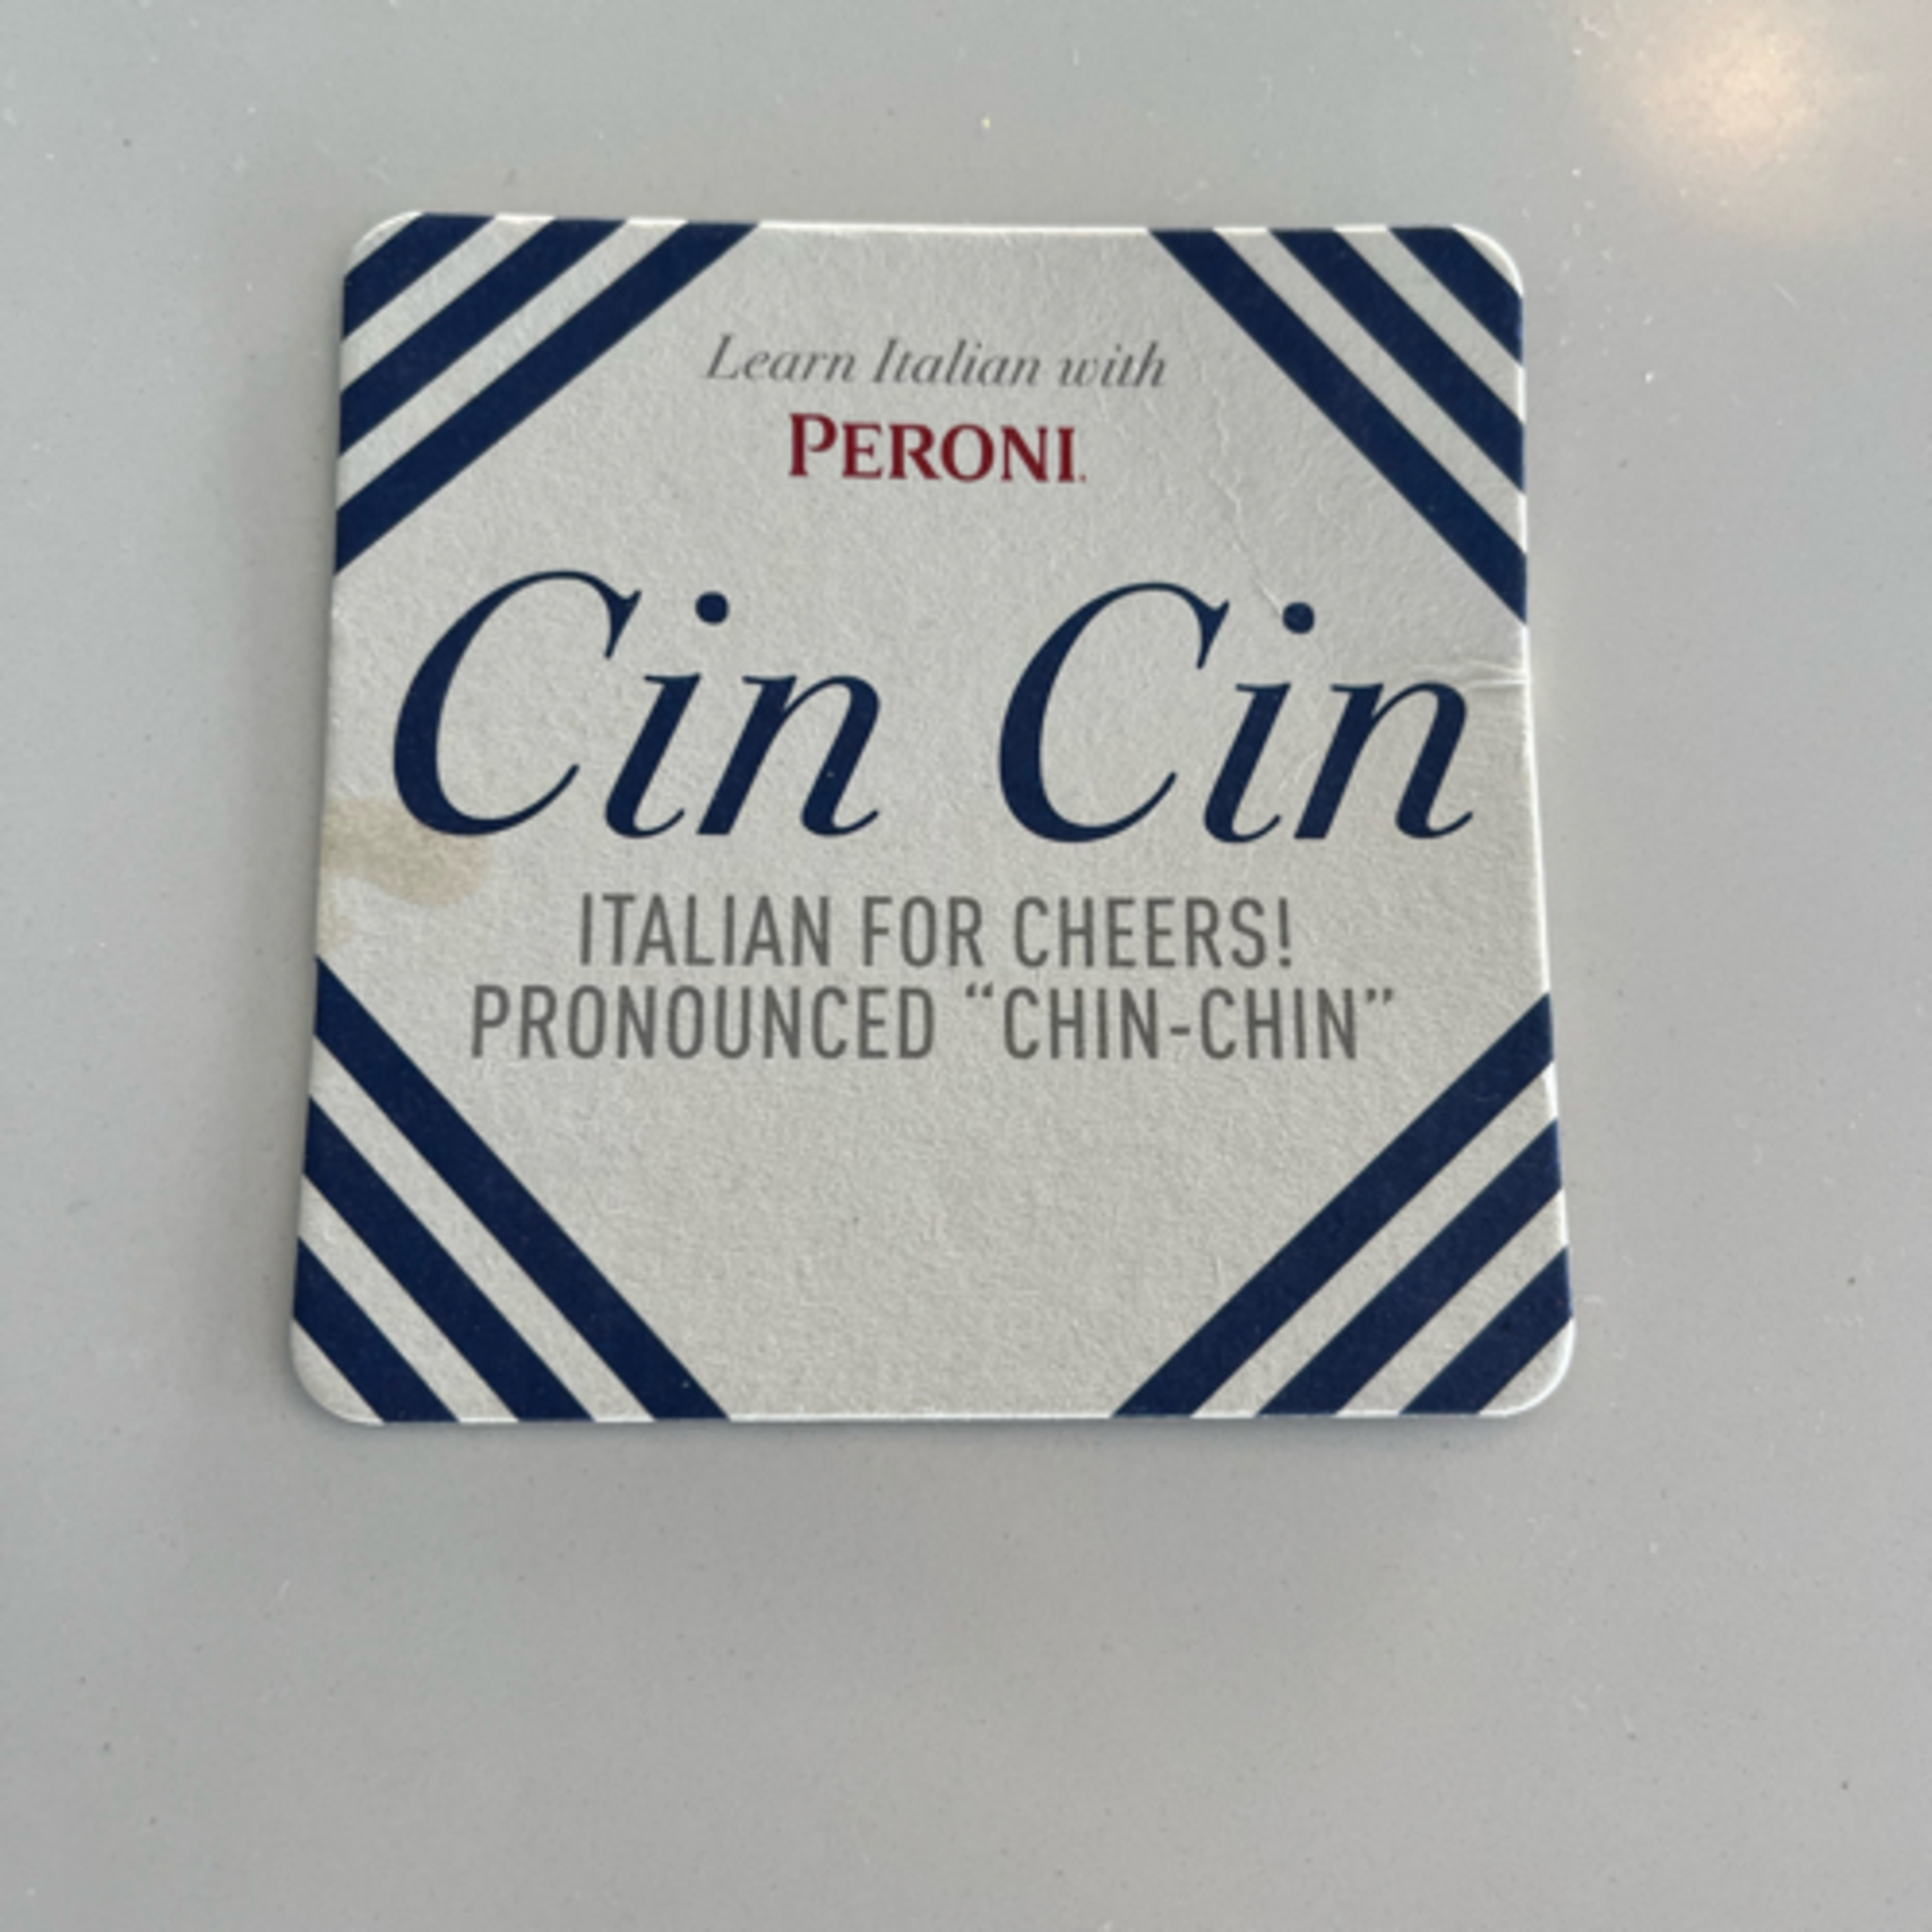 Learn Italian with
PERONI.
Cin Cin
ITALIAN FOR CHEERS!
PRONOUNCED “CHIN-CHIN”